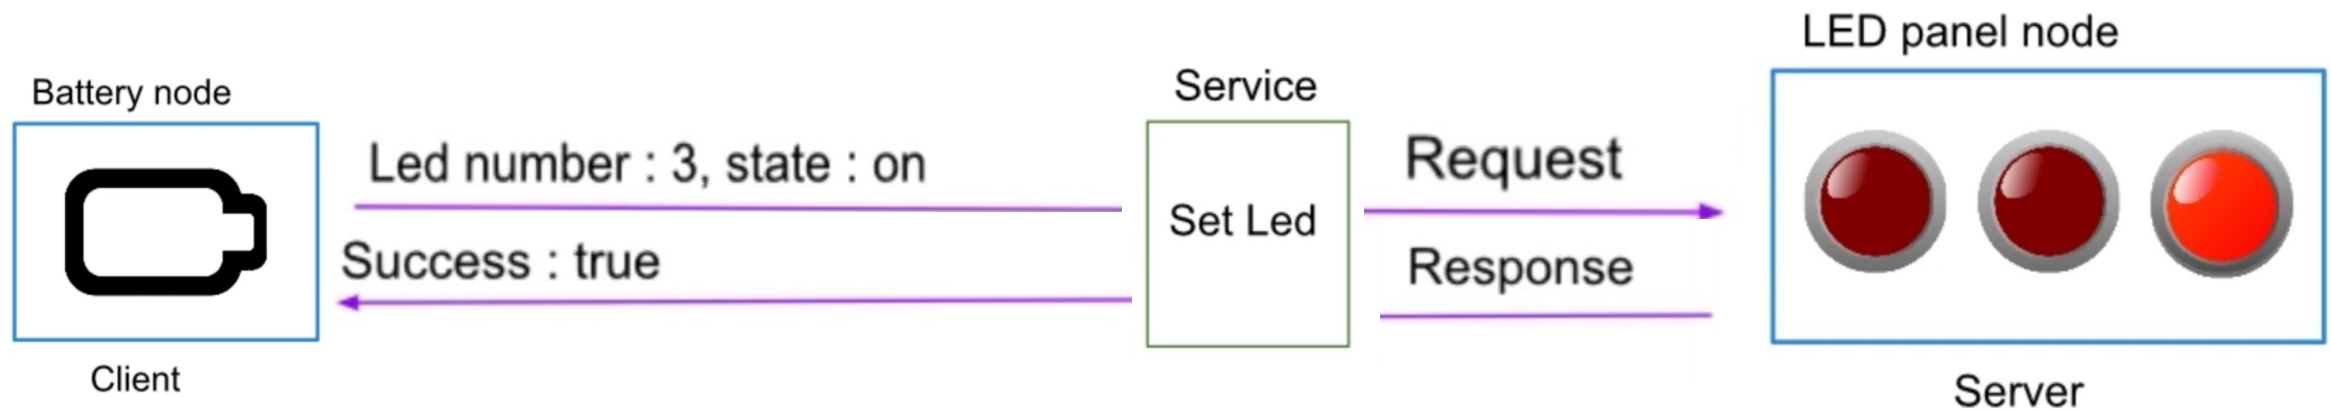 Battery node
Client
Led number : 3, state : on
Success : true
Service
Set Led
Request
Response
LED panel node
Server